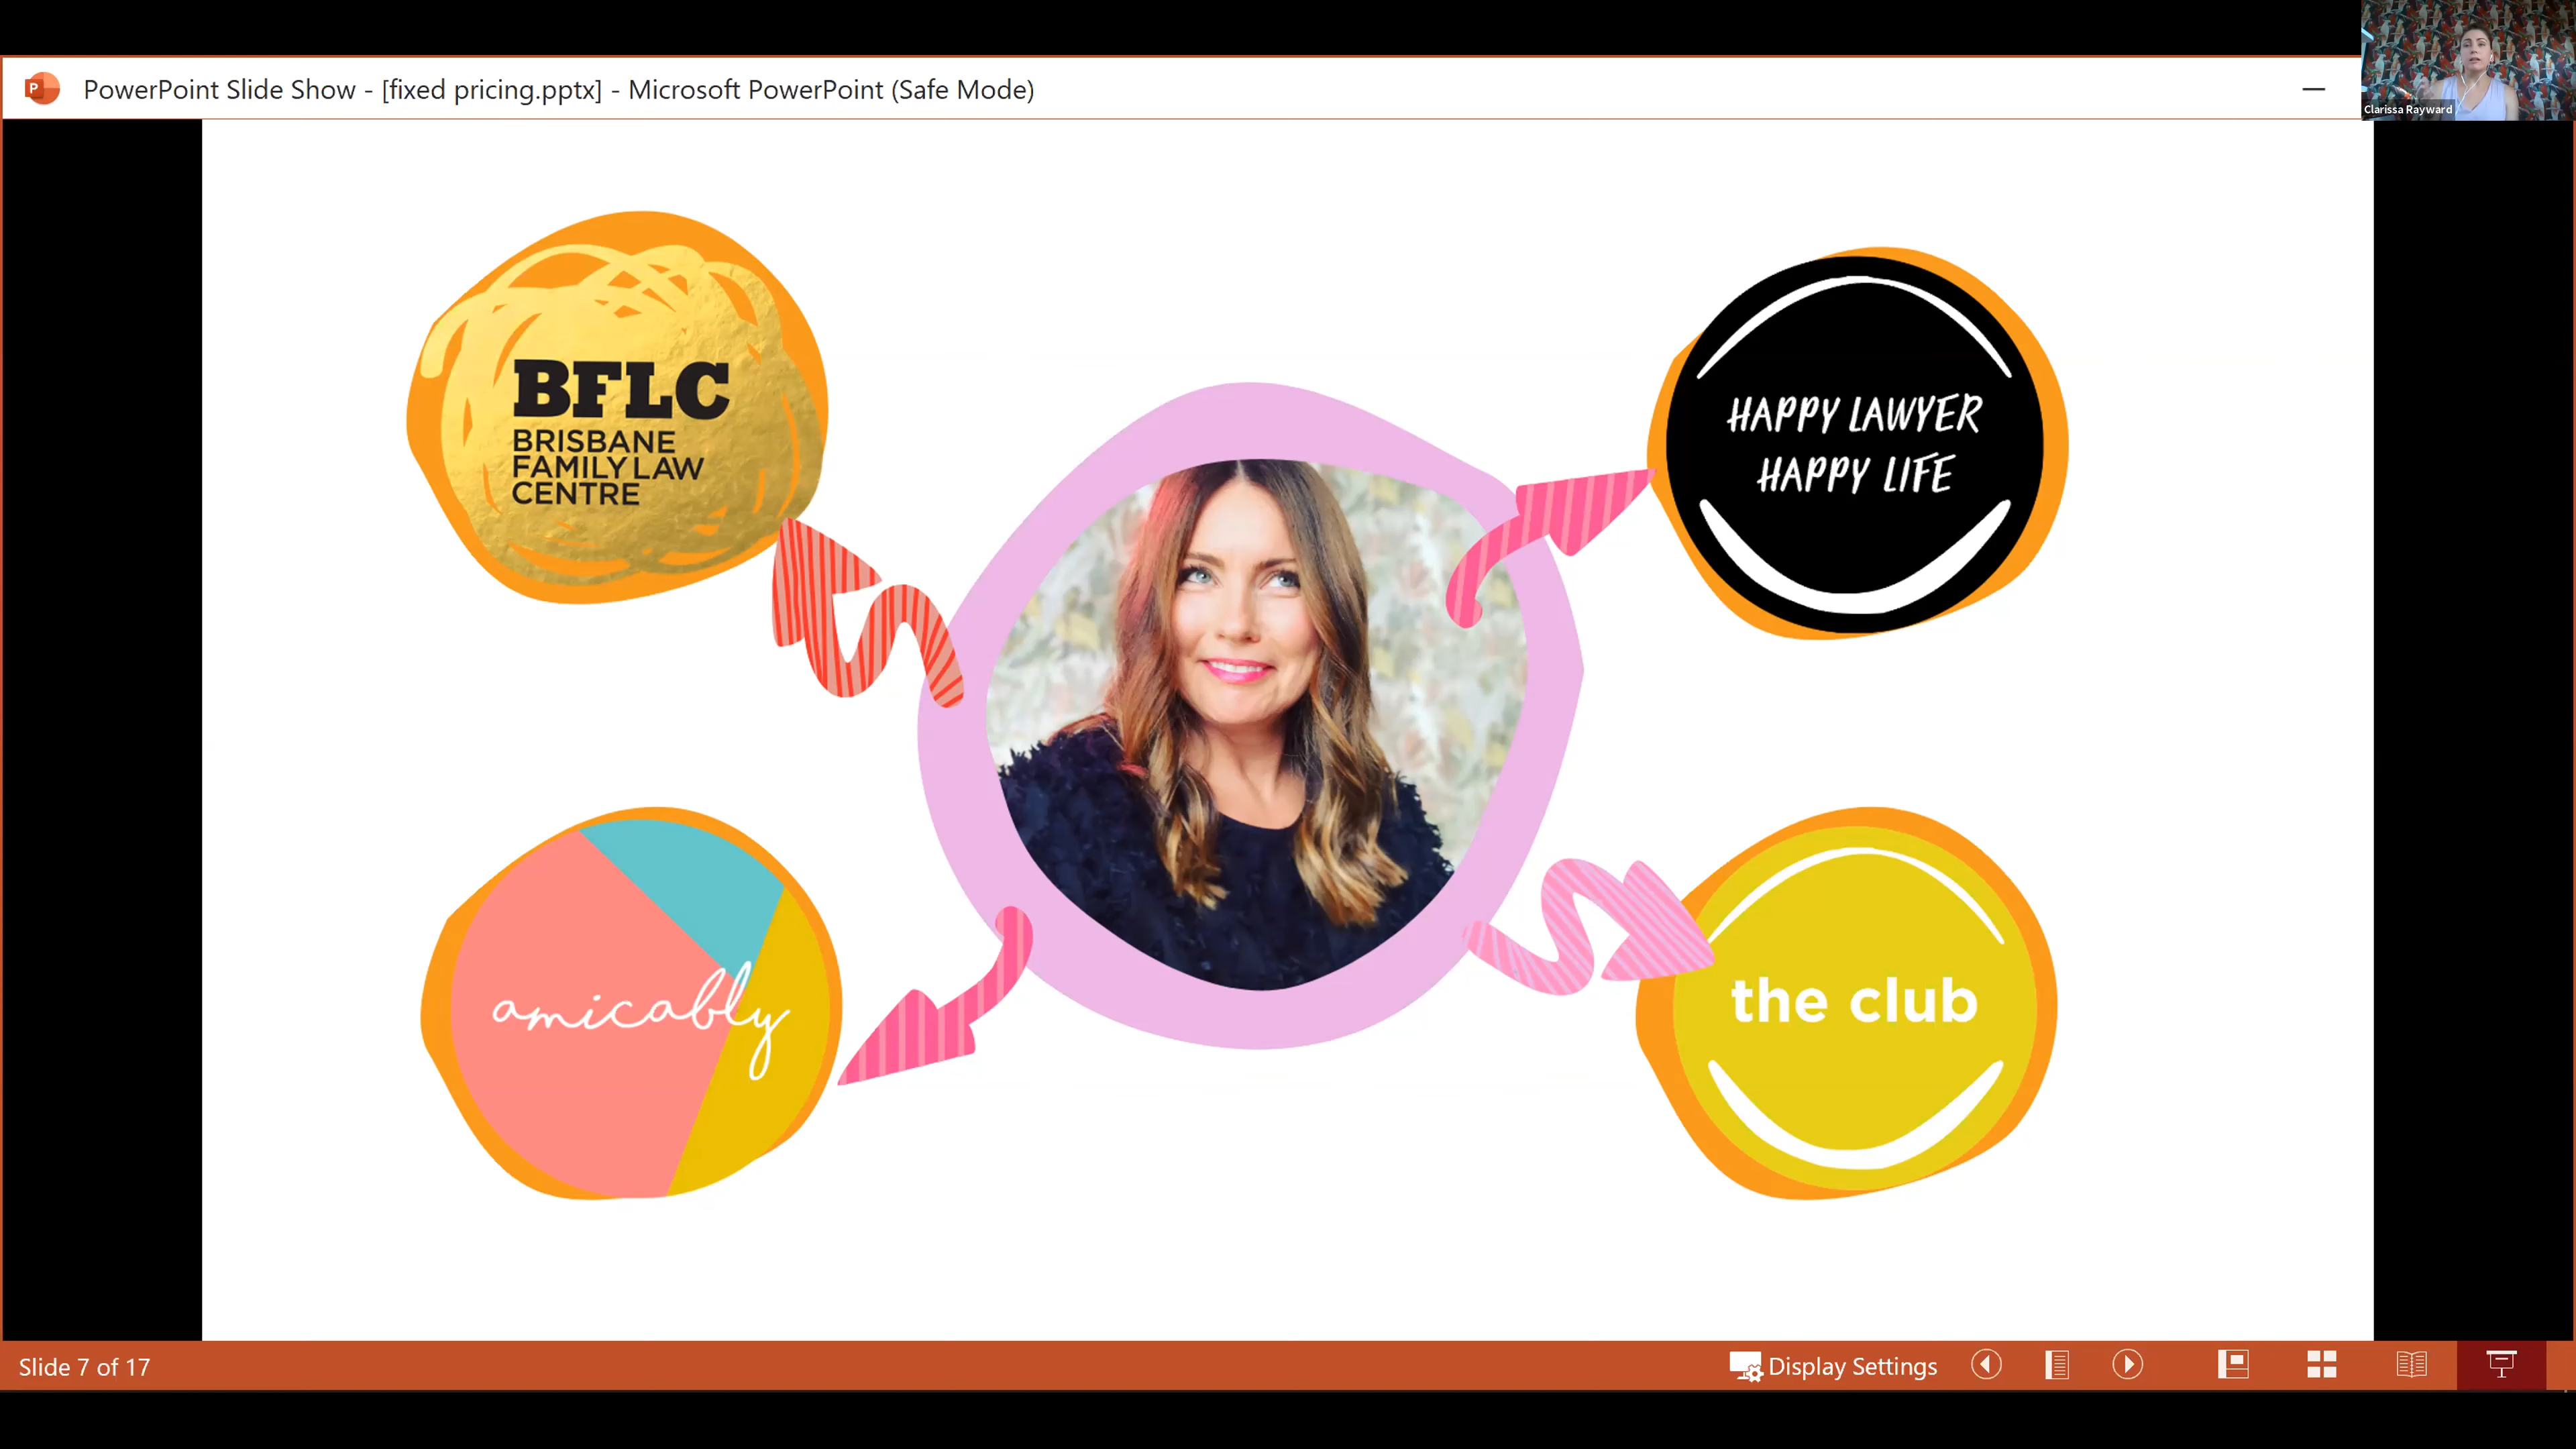 PowerPoint Slide Show - [fixed pricing.pptx] - Microsoft PowerPoint (Safe Mode)
Clarissa Rayward
BFLC
BRISBANE
FAMILY LAW
CENTRE
HAPPY LAWYER
HAPPY LIFE
amicably
the club
Slide 7 of 17
Display Settings